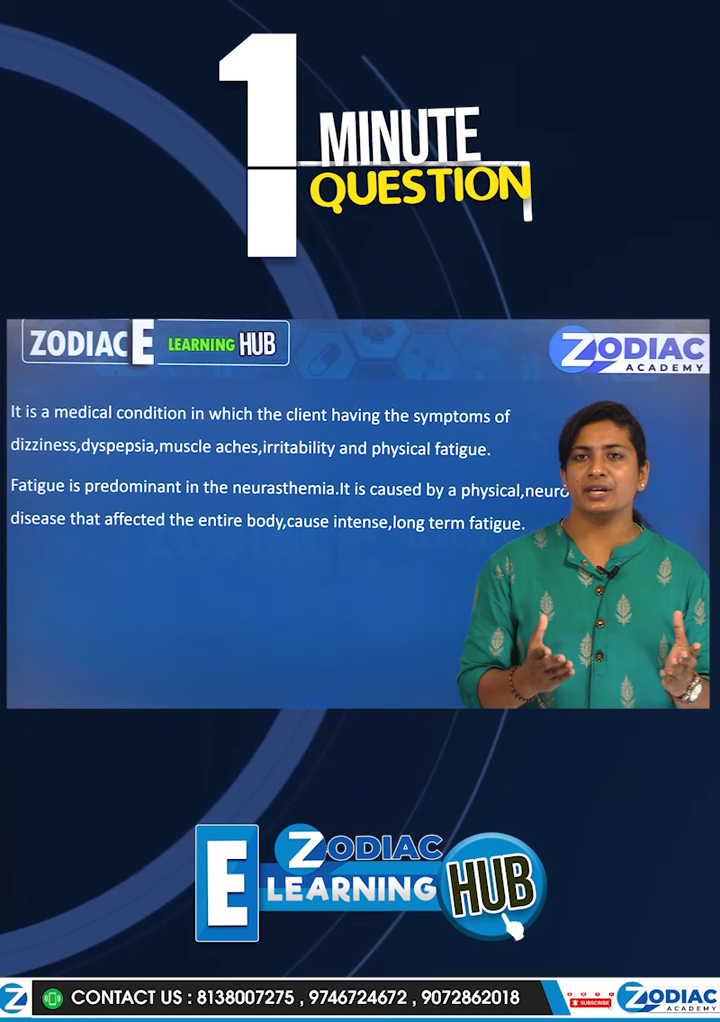 1
MINUTE
QUESTION
ZODIAC E LEARNING HUB
ZODIAC
ACADEMY
It is a medical condition in which the client having the symptoms of
dizziness,dyspepsia,muscle aches,irritability and physical fatigue.
Fatigue is predominant in the neurasthemia.It is caused by a physical,neuro
disease that affected the entire body,cause intense,long term fatigue.
E ZODIAC
LEARNING HUB
Z CONTACT US : 8138007275 , 9746724672 , 9072862018
SUBSCRIBE
ZODIAC
ACADEMY